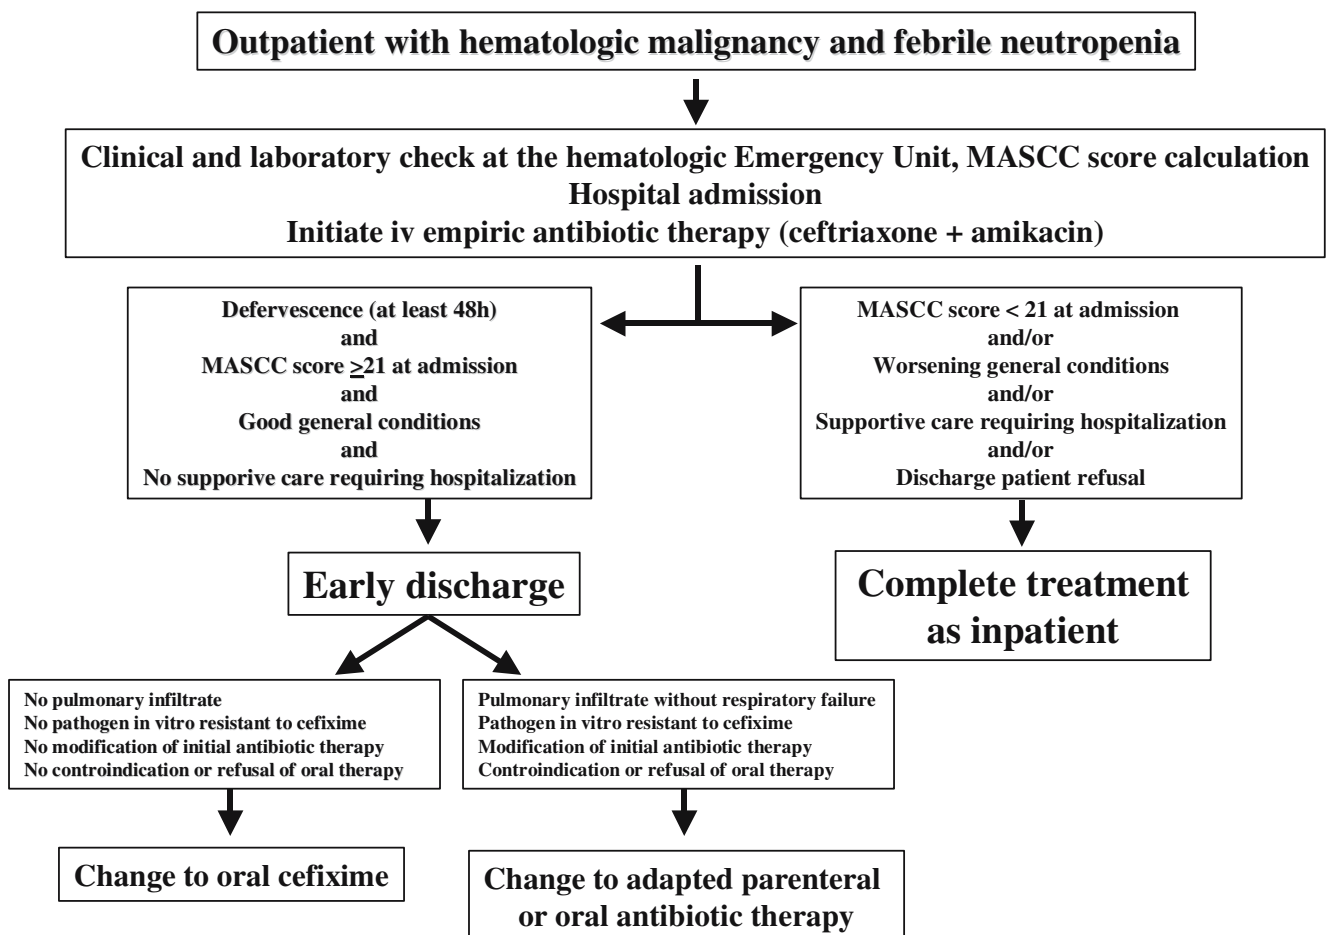 Outpatient with hematologic malignancy and febrile neutropenia
Clinical and laboratory check at the hematologic Emergency Unit, MASCC score calculation
Hospital admission
Initiate iv empiric antibiotic therapy (ceftriaxone + amikacin)
Defervescence (at least 48h)
and
MASCC score ≥21 at admission
and
Good general conditions
and
No supporive care requiring hospitalization
MASCC score < 21 at admission
and/or
Worsening general conditions
and/or
Supportive care requiring hospitalization
and/or
Discharge patient refusal
Early discharge
Complete treatment
as inpatient
No pulmonary infiltrate
No pathogen in vitro resistant to cefixime
No modification of initial antibiotic therapy
No controindication or refusal of oral therapy
Pulmonary infiltrate without respiratory failure
Pathogen in vitro resistant to cefixime
Modification of initial antibiotic therapy
Controindication or refusal of oral therapy
Change to oral cefixime
Change to adapted parenteral
or oral antibiotic therapy